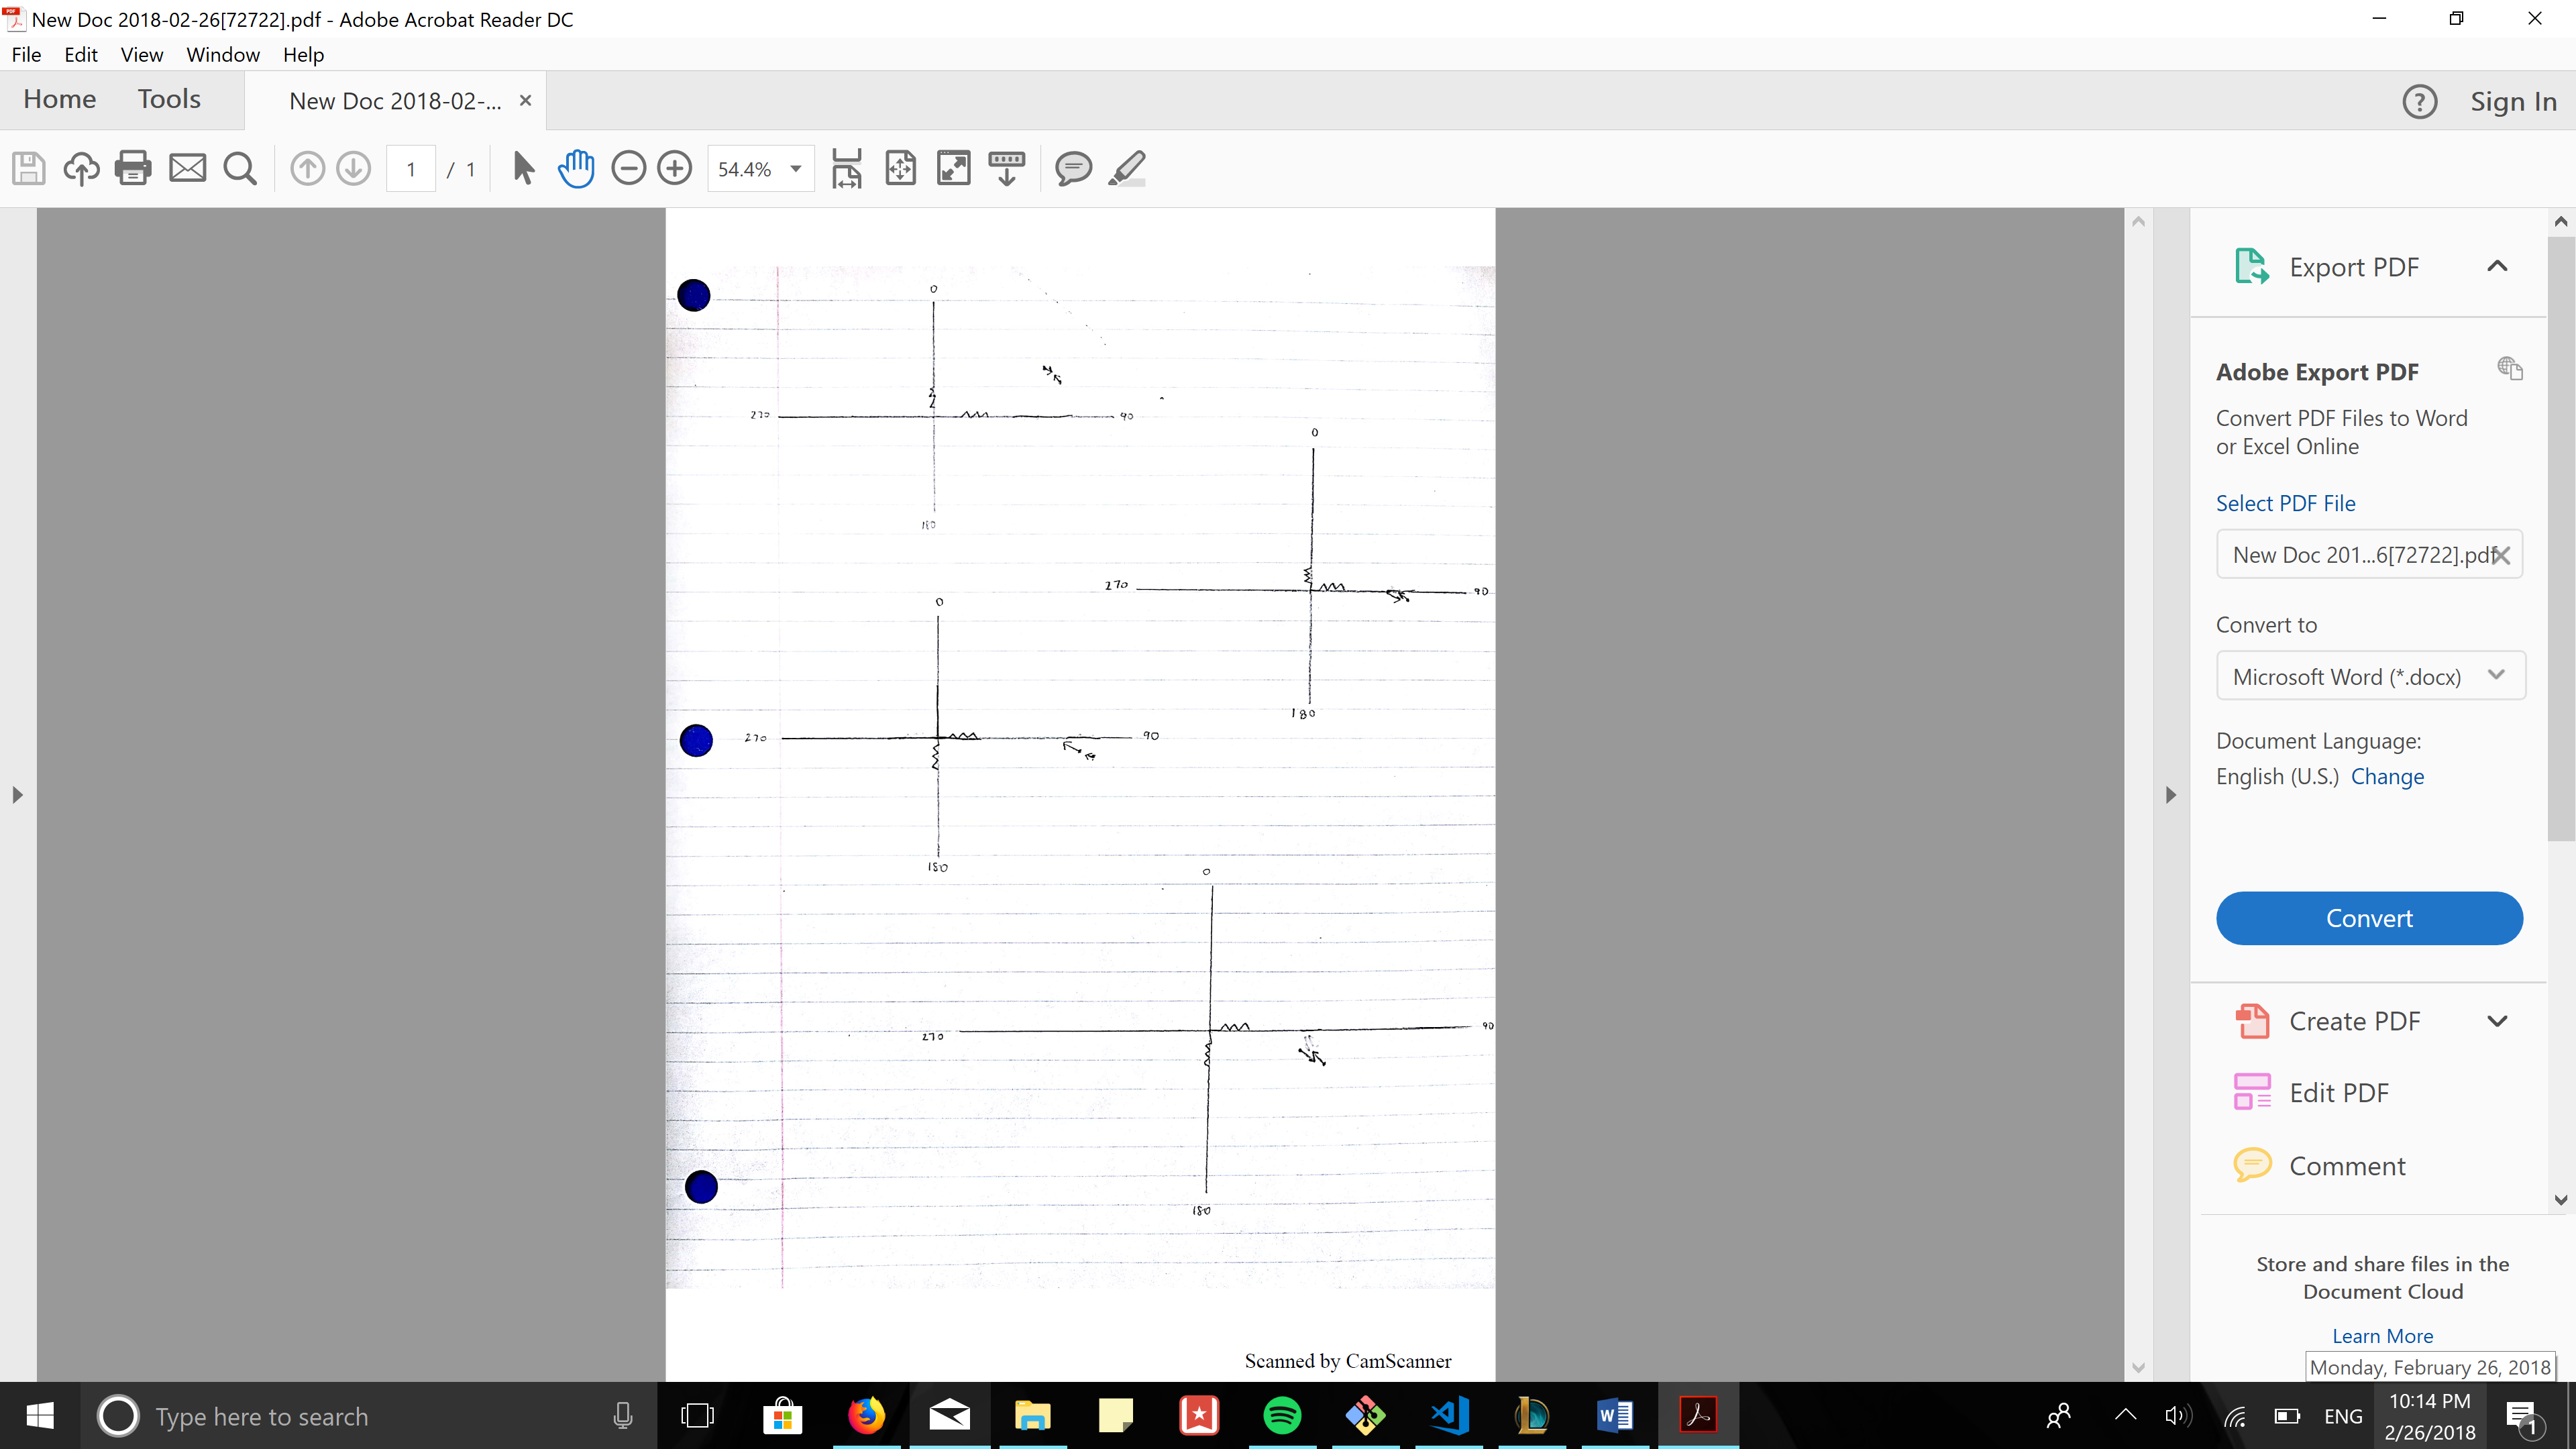 New Doc 2018-02-26[72722].pdf - Adobe Acrobat Reader DC
File Edit View Window Help
Home Tools New Doc 2018-02-... × ? Sign In
1 / 1 54.4%
0
270 90
180
0
270 90
180
0
270 90
180
0
270 90
180
Scanned by CamScanner
Export PDF
Adobe Export PDF
Convert PDF Files to Word
or Excel Online
Select PDF File
New Doc 201...6[72722].pdf
Convert to
Microsoft Word (*.docx)
Document Language:
English (U.S.) Change
Convert
Create PDF
Edit PDF
Comment
Store and share files in the
Document Cloud
Learn More
Monday, February 26, 2018
Type here to search
ENG
10:14 PM
2/26/2018
1